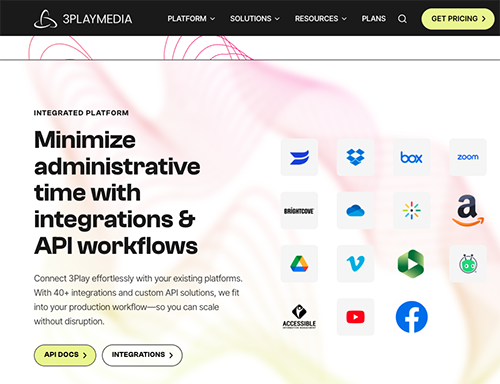 3PLAYMEDIA
PLATFORM
SOLUTIONS
RESOURCES
PLANS
GET PRICING
INTEGRATED PLATFORM
Minimize
administrative
time with
integrations &
API workflows
Connect 3Play effortlessly with your existing platforms.
With 40+ integrations and custom API solutions, we fit
into your production workflow—so you can scale
without disruption.
API DOCS
INTEGRATIONS
box
zoom
BRIGHTCOVE
a
ACCESSIBLE